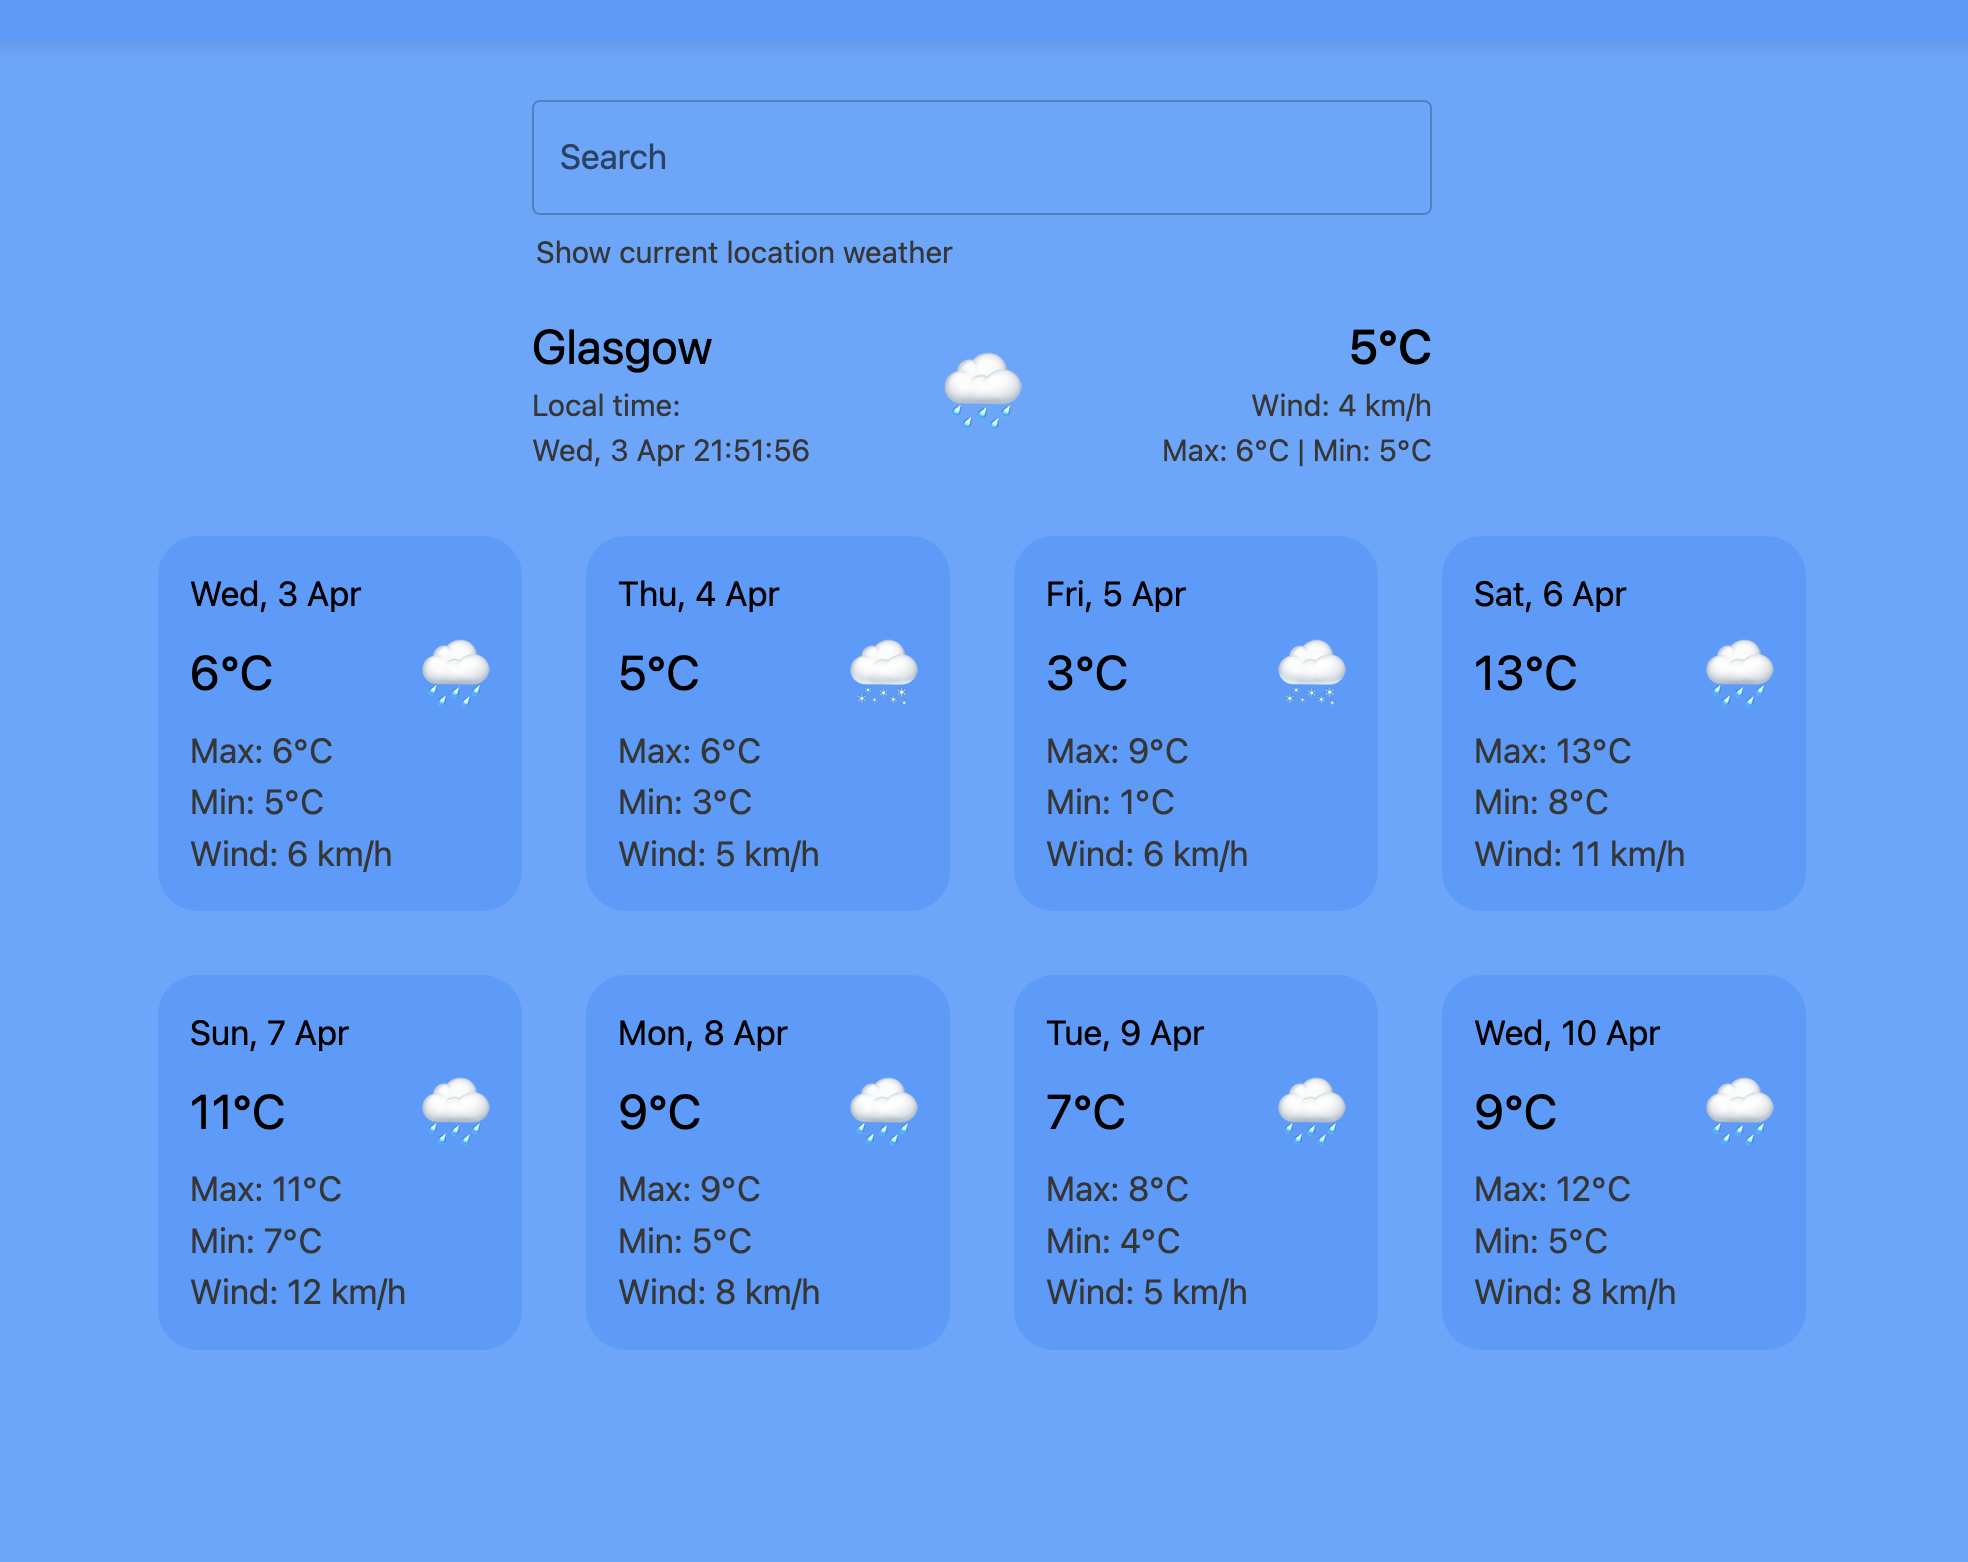 Search
Show current location weather
Glasgow
5°C
Local time:
Wind: 4 km/h
Wed, 3 Apr 21:51:56
Max: 6°C | Min: 5°C
Wed, 3 Apr
6°C
Max: 6°C
Min: 5°C
Wind: 6 km/h
Thu, 4 Apr
5°C
Max: 6°C
Min: 3°C
Wind: 5 km/h
Fri, 5 Apr
3°C
Max: 9°C
Min: 1°C
Wind: 6 km/h
Sat, 6 Apr
13°C
Max: 13°C
Min: 8°C
Wind: 11 km/h
Sun, 7 Apr
11°C
Max: 11°C
Min: 7°C
Wind: 12 km/h
Mon, 8 Apr
9°C
Max: 9°C
Min: 5°C
Wind: 8 km/h
Tue, 9 Apr
7°C
Max: 8°C
Min: 4°C
Wind: 5 km/h
Wed, 10 Apr
9°C
Max: 12°C
Min: 5°C
Wind: 8 km/h